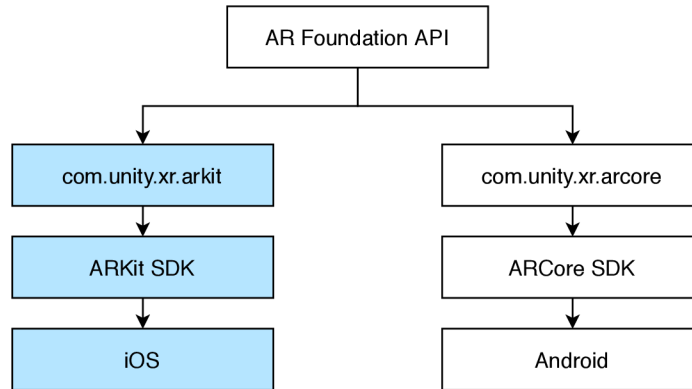 AR Foundation API
com.unity.xr.arkit
com.unity.xr.arcore
ARKit SDK
ARCore SDK
iOS
Android